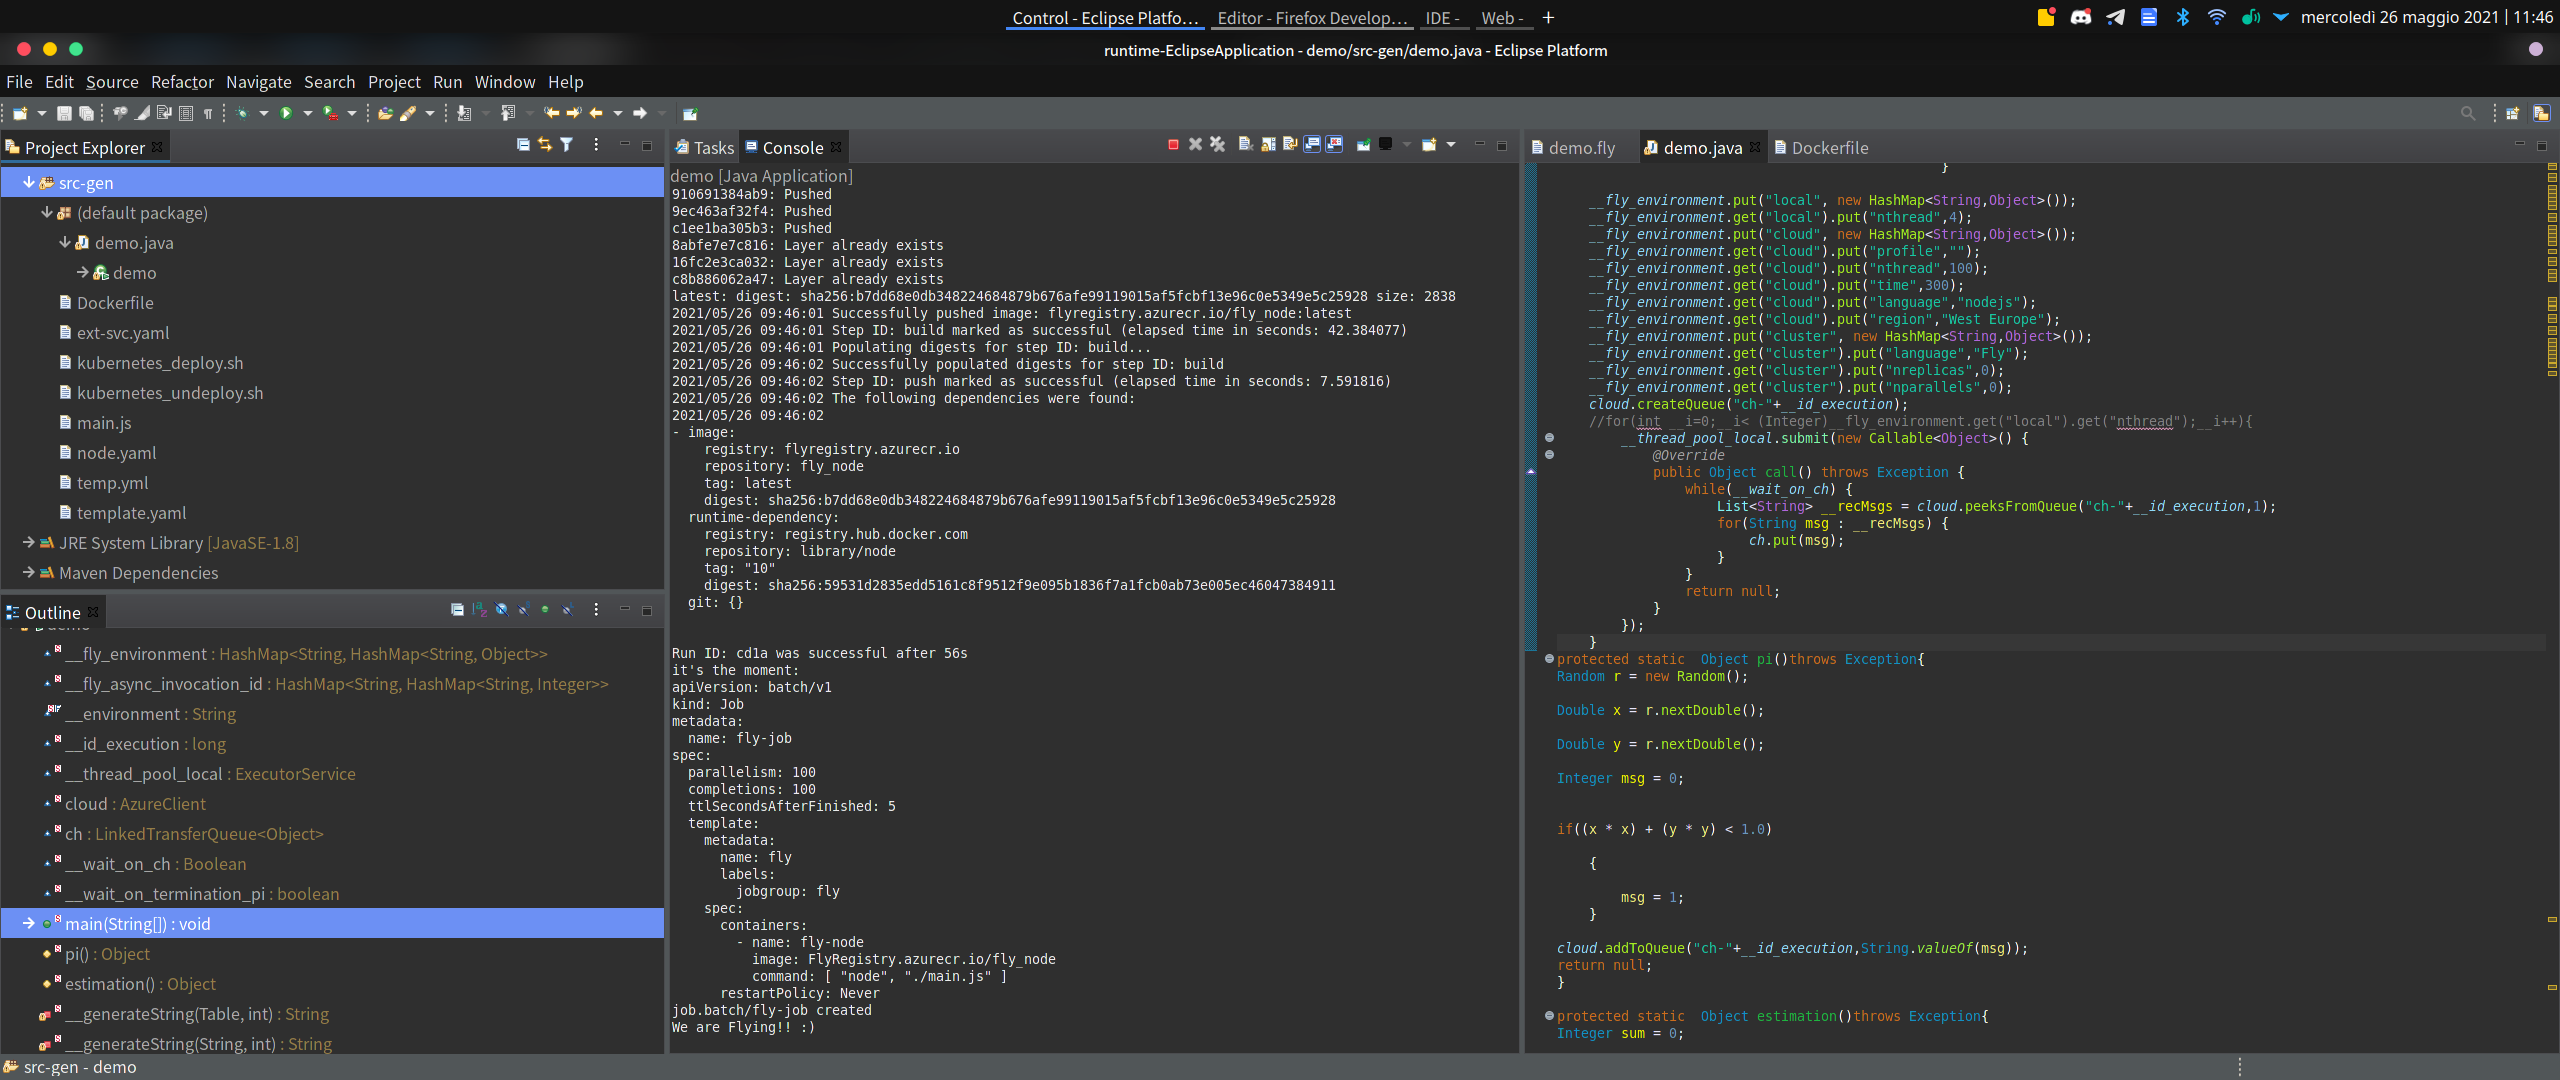 Control - Eclipse Platfo… Editor - Firefox Develop… IDE - Web - +
mercoledì 26 maggio 2021 | 11:46
runtime-EclipseApplication - demo/src-gen/demo.java - Eclipse Platform
File Edit Source Refactor Navigate Search Project Run Window Help
Project Explorer
src-gen
(default package)
demo.java
demo
Dockerfile
ext-svc.yaml
kubernetes_deploy.sh
kubernetes_undeploy.sh
main.js
node.yaml
temp.yml
template.yaml
JRE System Library [JavaSE-1.8]
Maven Dependencies
Outline
__fly_environment : HashMap<String, HashMap<String, Object>>
__fly_async_invocation_id : HashMap<String, HashMap<String, Integer>>
__environment : String
__id_execution : long
__thread_pool_local : ExecutorService
cloud : AzureClient
ch : LinkedTransferQueue<Object>
__wait_on_ch : Boolean
__wait_on_termination_pi : boolean
main(String[]) : void
pi() : Object
estimation() : Object
__generateString(Table, int) : String
__generateString(String, int) : String
src-gen - demo
Tasks Console
demo [Java Application]
910691384ab9: Pushed
9ec463af32f4: Pushed
c1ee1ba305b3: Pushed
8abfe7e7c816: Layer already exists
16fc2e3ca032: Layer already exists
c8b886062a47: Layer already exists
latest: digest: sha256:b7dd68e0db348224684879b676afe99119015af5fcbf13e96c0e5349e5c25928 size: 2838
2021/05/26 09:46:01 Successfully pushed image: flyregistry.azurecr.io/fly_node:latest
2021/05/26 09:46:01 Step ID: build marked as successful (elapsed time in seconds: 42.384077)
2021/05/26 09:46:01 Populating digests for step ID: build...
2021/05/26 09:46:02 Successfully populated digests for step ID: build
2021/05/26 09:46:02 Step ID: push marked as successful (elapsed time in seconds: 7.591816)
2021/05/26 09:46:02 The following dependencies were found:
2021/05/26 09:46:02
- image:
registry: flyregistry.azurecr.io
repository: fly_node
tag: latest
digest: sha256:b7dd68e0db348224684879b676afe99119015af5fcbf13e96c0e5349e5c25928
runtime-dependency:
registry: registry.hub.docker.com
repository: library/node
tag: "10"
digest: sha256:59531d2835edd5161c8f9512f9e095b1836f7a1fcb0ab73e005ec46047384911
git: {}
Run ID: cd1a was successful after 56s
it's the moment:
apiVersion: batch/v1
kind: Job
metadata:
name: fly-job
spec:
parallelism: 100
completions: 100
ttlSecondsAfterFinished: 5
template:
metadata:
name: fly
labels:
jobgroup: fly
spec:
containers:
- name: fly-node
image: FlyRegistry.azurecr.io/fly_node
command: [ "node", "./main.js" ]
restartPolicy: Never
job.batch/fly-job created
We are Flying!! :)
demo.fly demo.java Dockerfile
}
__fly_environment.put("local", new HashMap<String,Object>());
__fly_environment.get("local").put("nthread",4);
__fly_environment.put("cloud", new HashMap<String,Object>());
__fly_environment.get("cloud").put("profile","");
__fly_environment.get("cloud").put("nthread",100);
__fly_environment.get("cloud").put("time",300);
__fly_environment.get("cloud").put("language","nodejs");
__fly_environment.get("cloud").put("region","West Europe");
__fly_environment.put("cluster", new HashMap<String,Object>());
__fly_environment.get("cluster").put("language","Fly");
__fly_environment.get("cluster").put("nreplicas",0);
__fly_environment.get("cluster").put("nparallels",0);
cloud.createQueue("ch-"+__id_execution);
//for(int __i=0;__i< (Integer)__fly_environment.get("local").get("nthread");__i++){
__thread_pool_local.submit(new Callable<Object>() {
@Override
public Object call() throws Exception {
while(__wait_on_ch) {
List<String> __recMsgs = cloud.peeksFromQueue("ch-"+__id_execution,1);
for(String msg : __recMsgs) {
ch.put(msg);
}
}
return null;
}
});
}
protected static  Object pi()throws Exception{
Random r = new Random();
Double x = r.nextDouble();
Double y = r.nextDouble();
Integer msg = 0;
if((x * x) + (y * y) < 1.0)
{
msg = 1;
}
cloud.addToQueue("ch-"+__id_execution,String.valueOf(msg));
return null;
}
protected static  Object estimation()throws Exception{
Integer sum = 0;